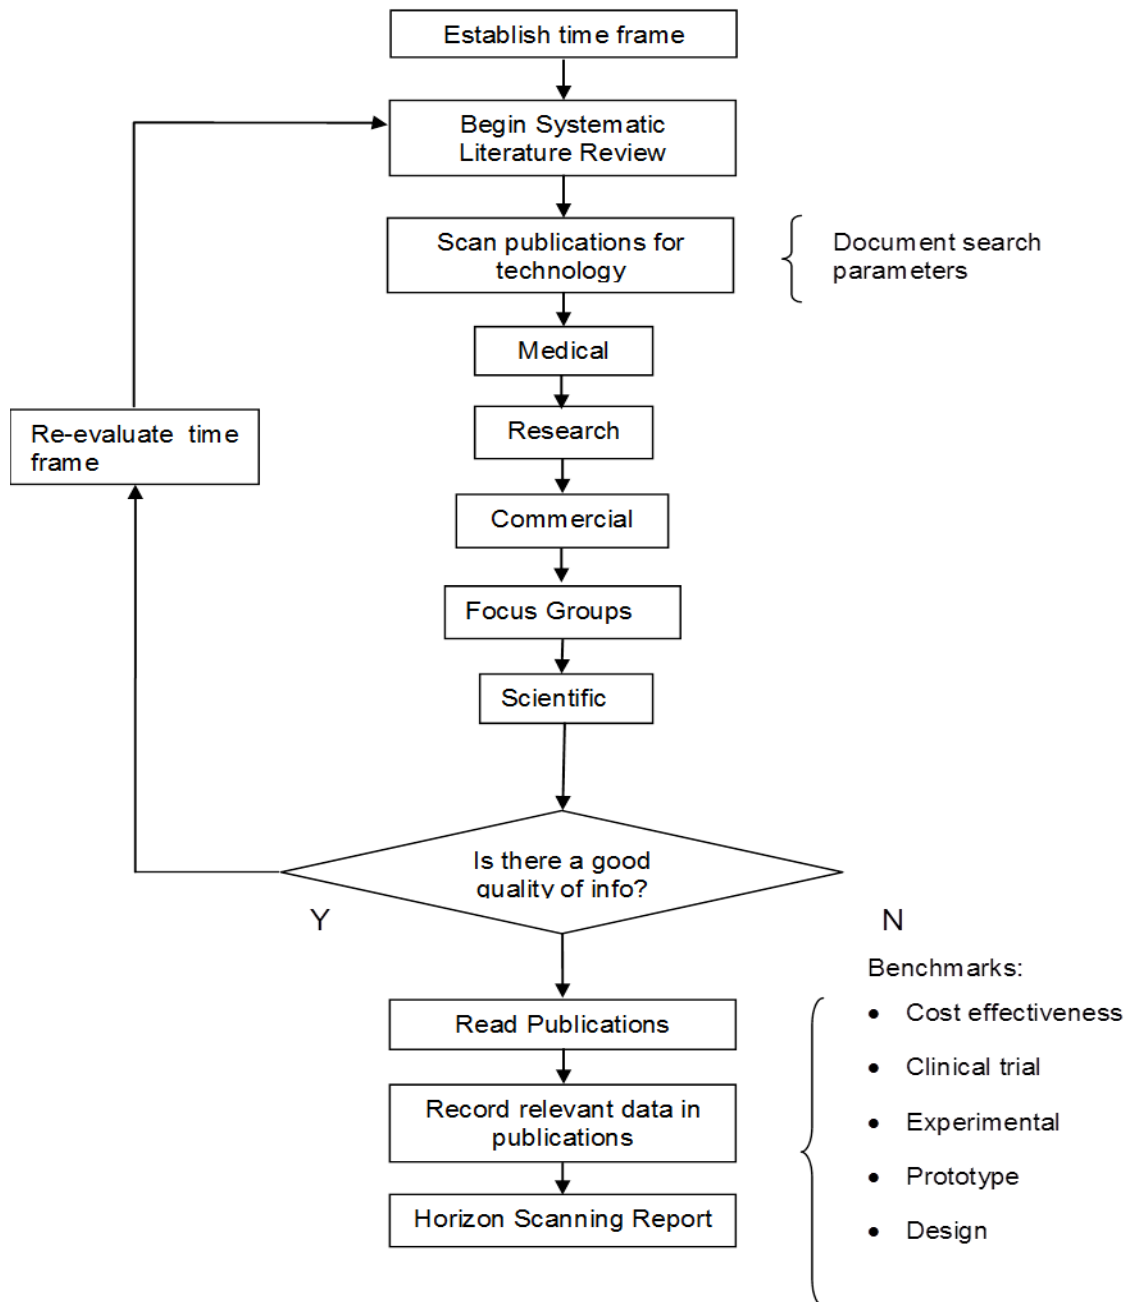 Establish time frame
Begin Systematic
Literature Review
Scan publications for
technology
Document search
parameters
Medical
Research
Re-evaluate time
frame
Commercial
Focus Groups
Scientific
Is there a good
quality of info?
Y
N
Benchmarks:
• Cost effectiveness
• Clinical trial
• Experimental
• Prototype
• Design
Read Publications
Record relevant data in
publications
Horizon Scanning Report